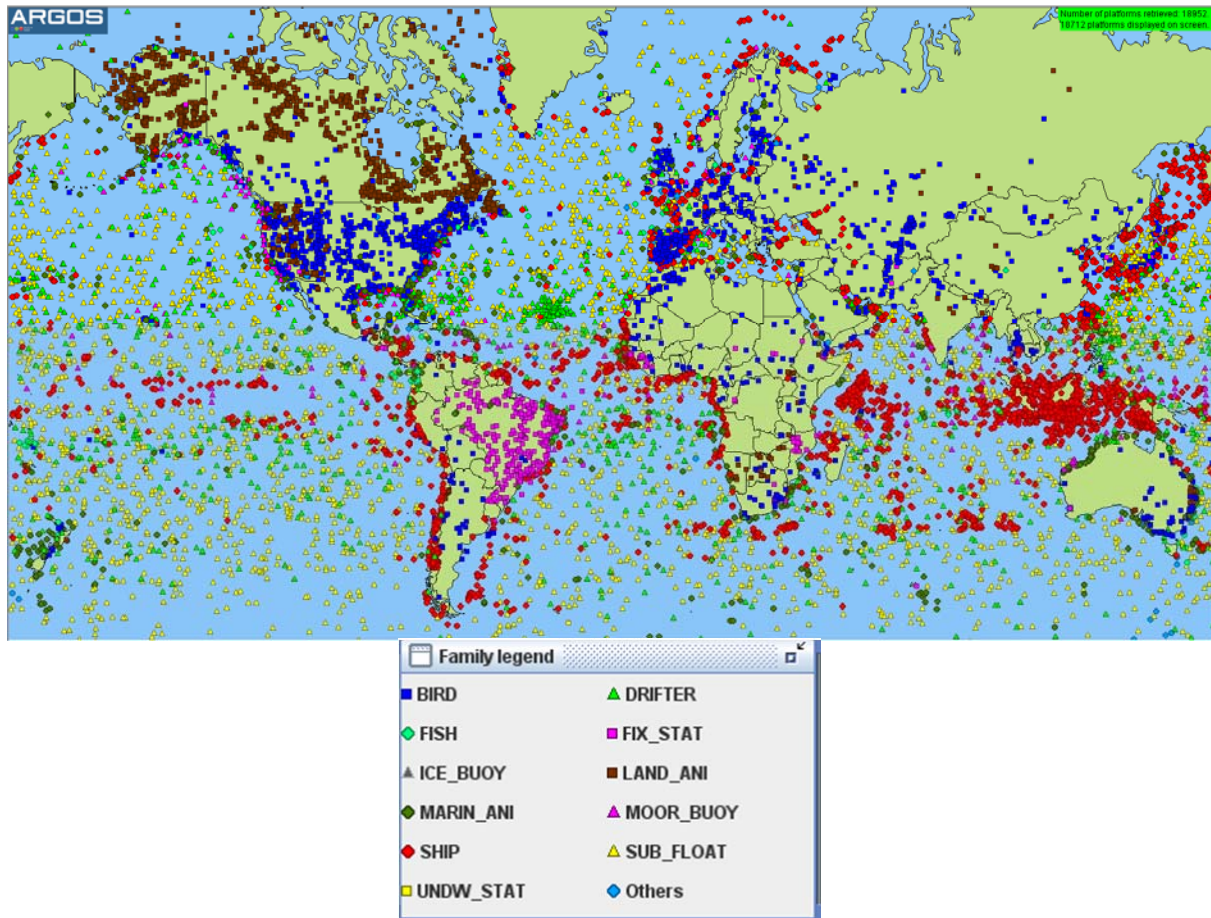 ARGOS
Number of platforms retrieved: 18952.
18712 platforms displayed on screen.
Family legend
BIRD
DRIFTER
FISH
FIX_STAT
ICE_BUOY
LAND_ANI
MARIN_ANI
MOOR_BUOY
SHIP
SUB_FLOAT
UNDW_STAT
Others